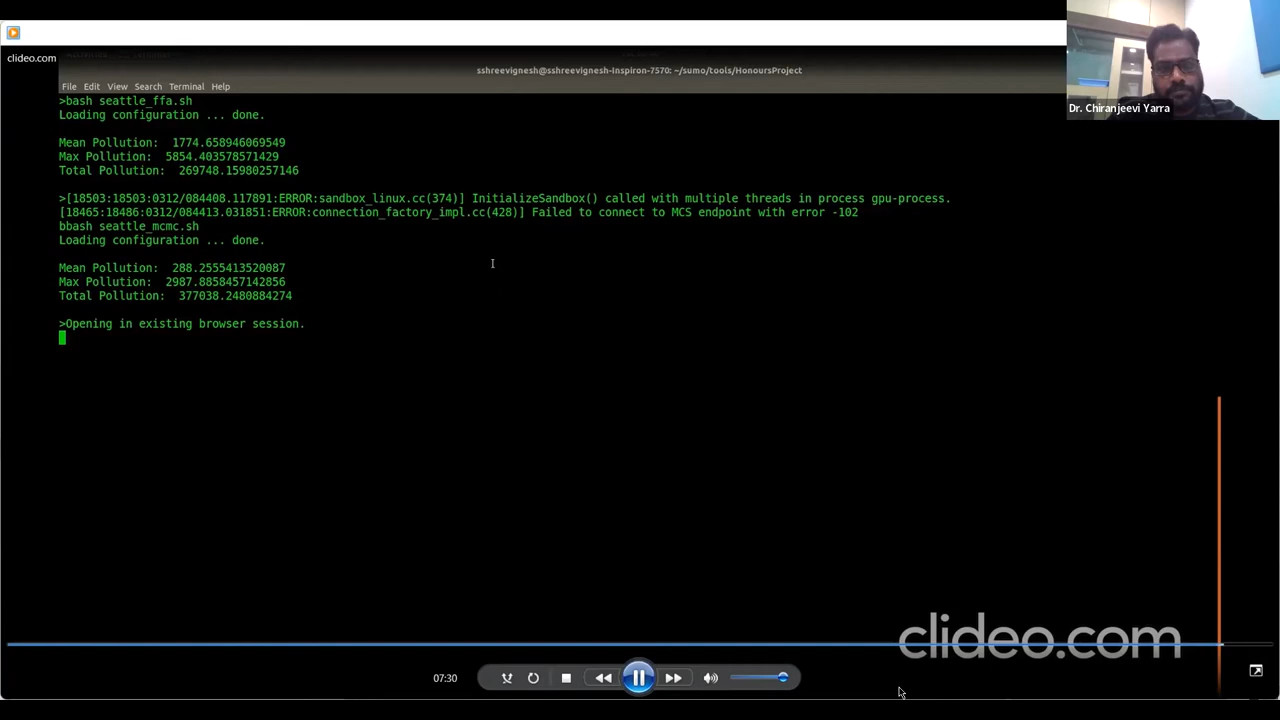 clideo.com
sshreevignesh@sshreevignesh-Inspiron-7570: ~/sumo/tools/HonoursProject
File Edit View Search Terminal Help
>bash seattle_ffa.sh
Loading configuration ... done.
Mean Pollution: 1774.658946069549
Max Pollution: 5854.403578571429
Total Pollution: 269748.15980257146
>[18503:18503:0312/084408.117891:ERROR:sandbox_linux.cc(374)] InitializeSandbox() called with multiple threads in process gpu-process.
[18465:18486:0312/084413.031851:ERROR:connection_factory_impl.cc(428)] Failed to connect to MCS endpoint with error -102
bbash seattle_mcmc.sh
Loading configuration ... done.
Mean Pollution: 288.2555413520087
Max Pollution: 2987.8858457142856
Total Pollution: 377038.2480884274
>Opening in existing browser session.
Dr. Chiranjeevi Yarra
clideo.com
07:30